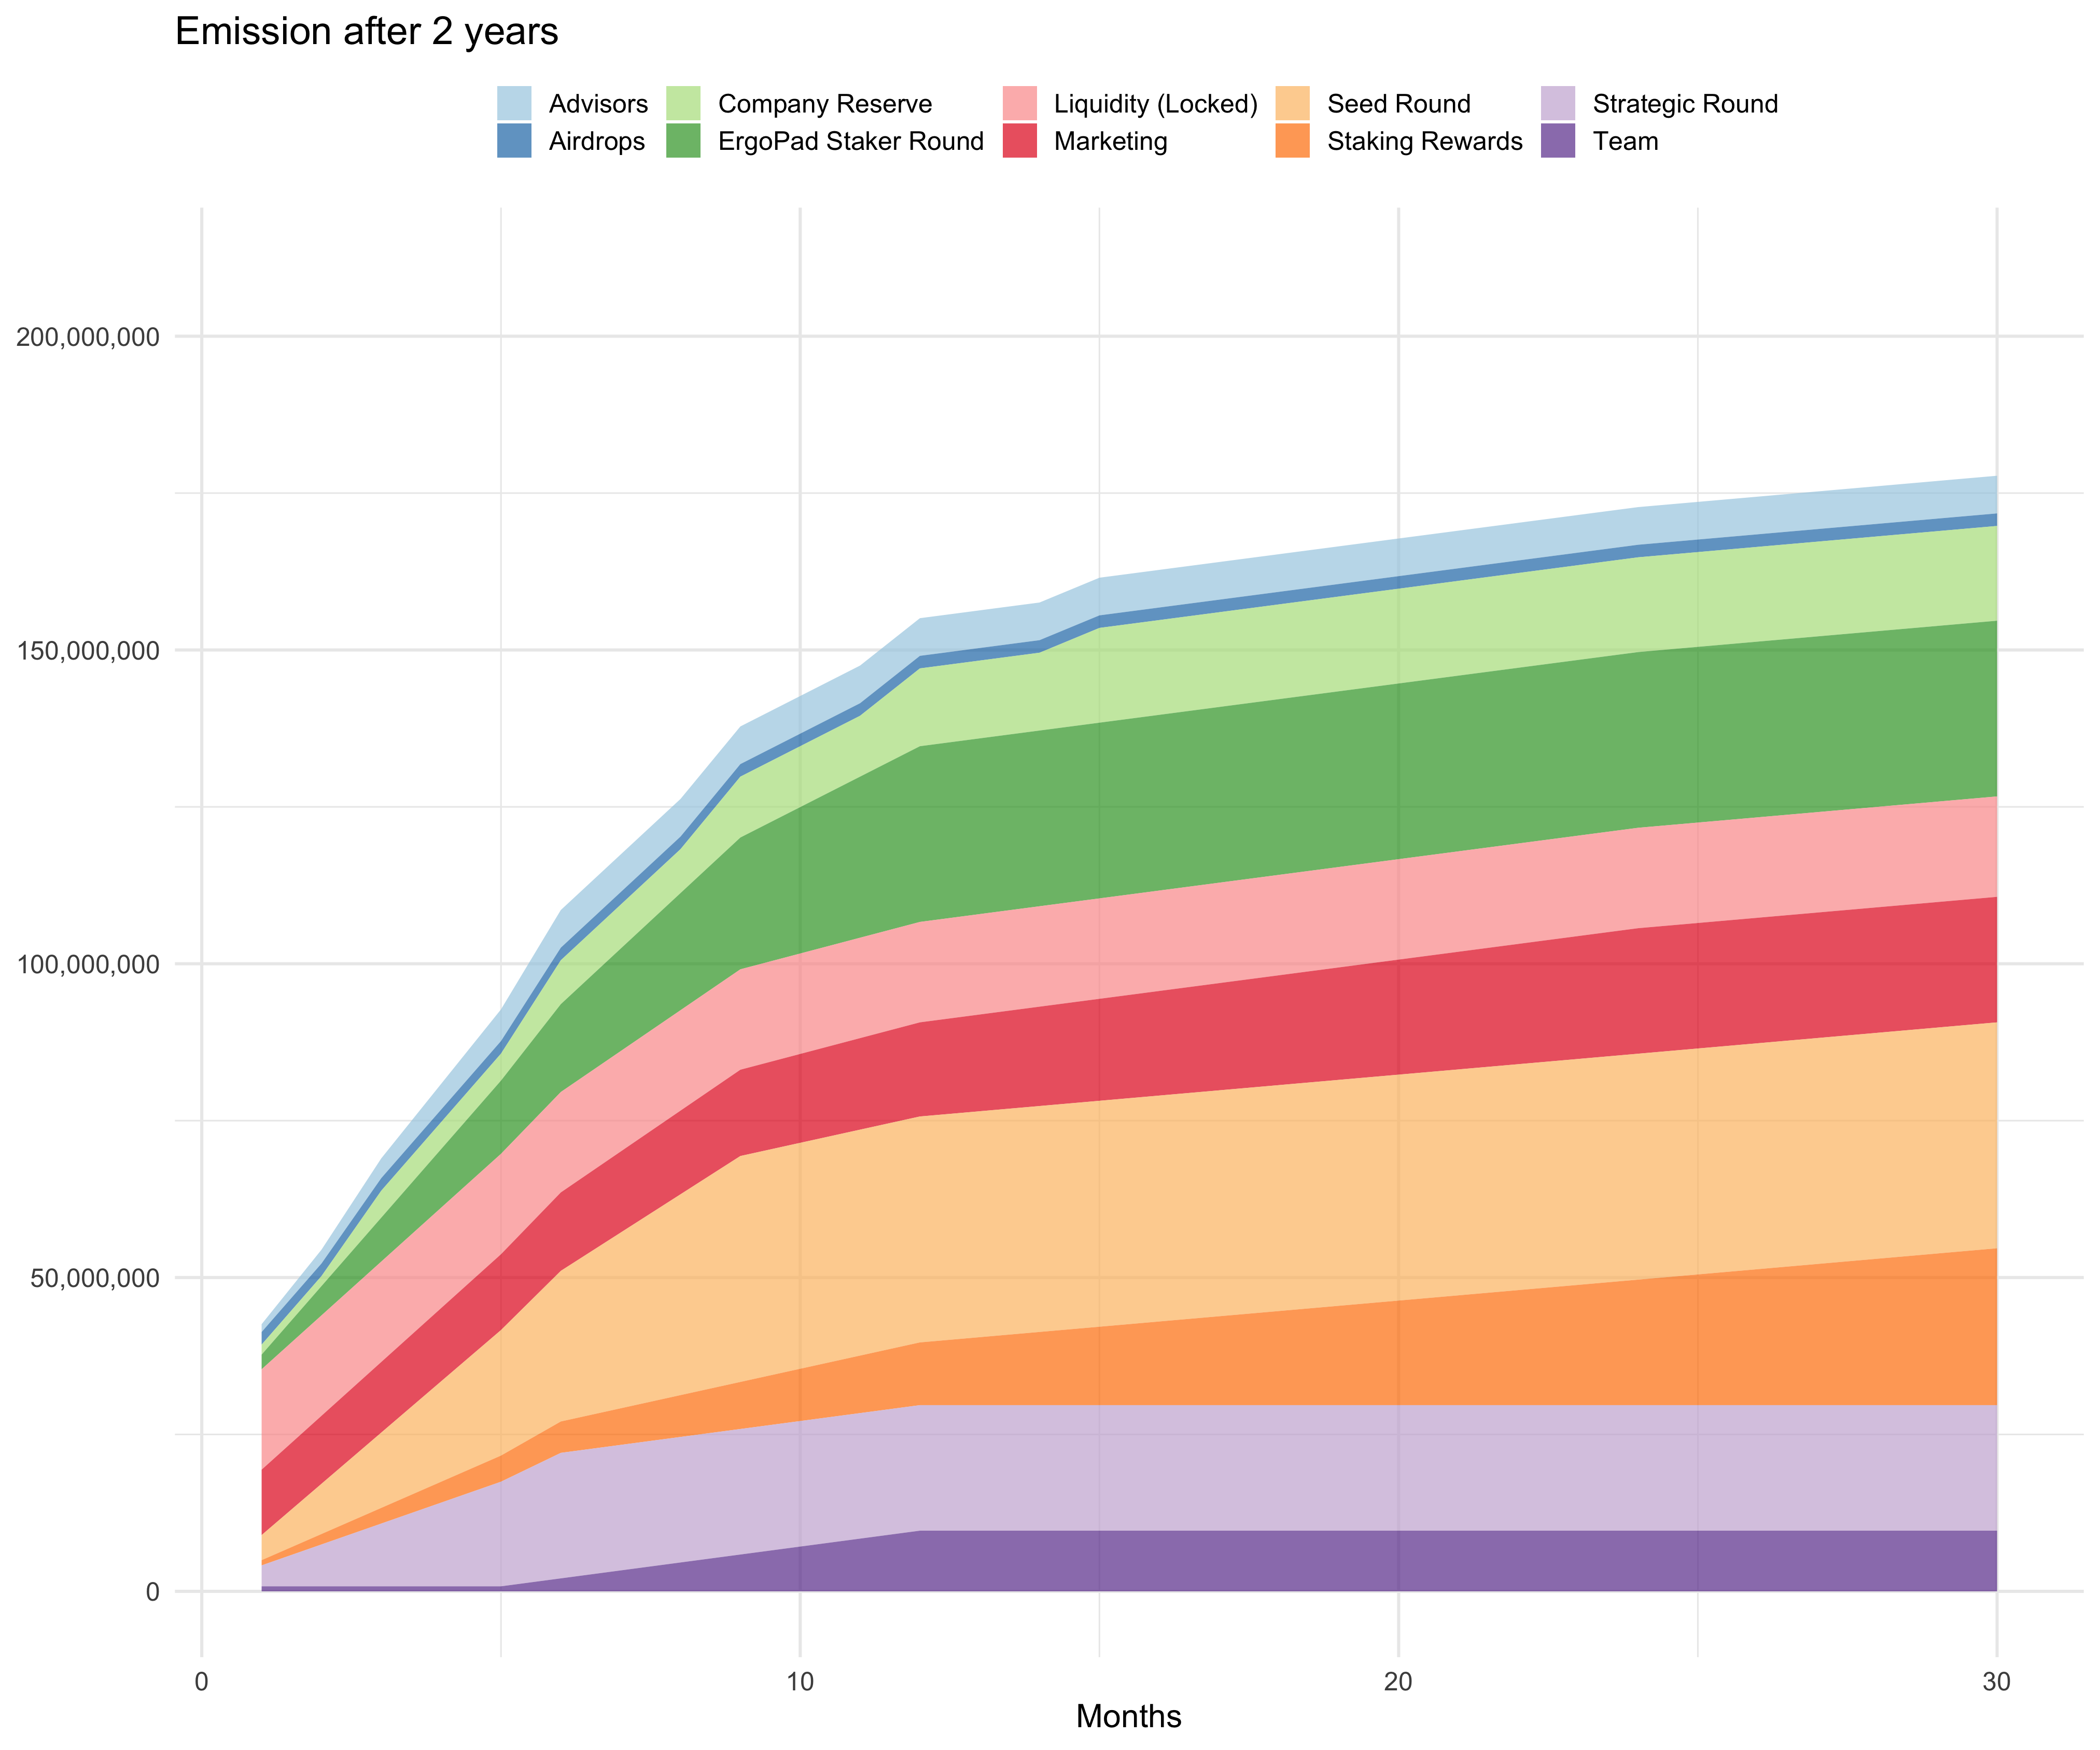 Emission after 2 years
Advisors Company Reserve Liquidity (Locked) Seed Round Strategic Round
Airdrops ErgoPad Staker Round Marketing Staking Rewards Team
200,000,000
150,000,000
100,000,000
50,000,000
0
0 10 20 30
Months